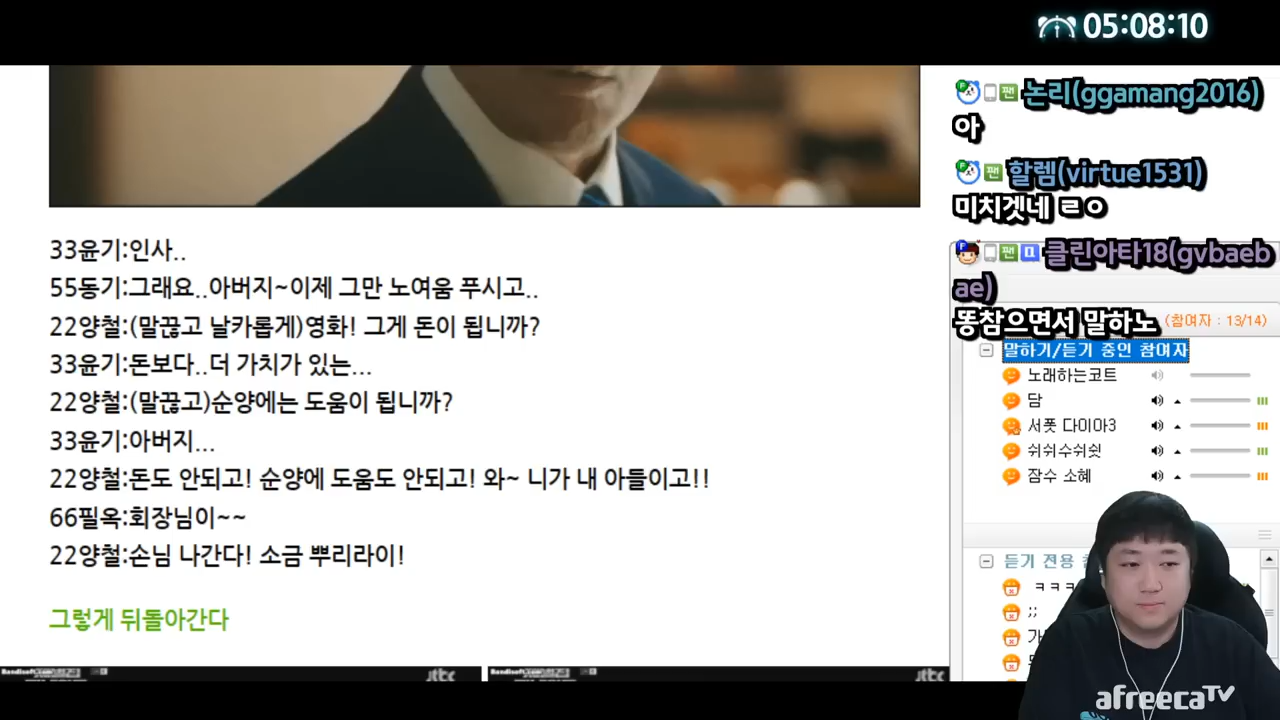 05:08:10
33윤기:인사..
55동기:그래요..아버지~이제 그만 노여움 푸시고..
22양철:(말끊고 날카롭게)영화! 그게 돈이 됩니까?
33윤기:돈보다..더 가치가 있는...
22양철:(말끊고)순양에는 도움이 됩니까?
33윤기:아버지...
22양철:돈도 안되고! 순양에 도움도 안되고! 와~ 니가 내 아들이고!!
66필옥:회장님이~~
22양철:손님 나간다! 소금 뿌리라이!
그렇게 뒤돌아간다
jtbc
jtbc
팬 논리(ggamang2016)
아
팬 할렘(virtue1531)
미치겟네 ㄹㅇ
팬 클린아타18(gvbaeb
ae)
똥참으면서 말하노
(참여자 : 13/14)
말하기/듣기 중인 참여자
노래하는코트
담
서폿 다이아3
쉬쉬수쉬쉿
잠수 소혜
듣기 전용
ㅋㅋㅋ
;;
afreecaTV